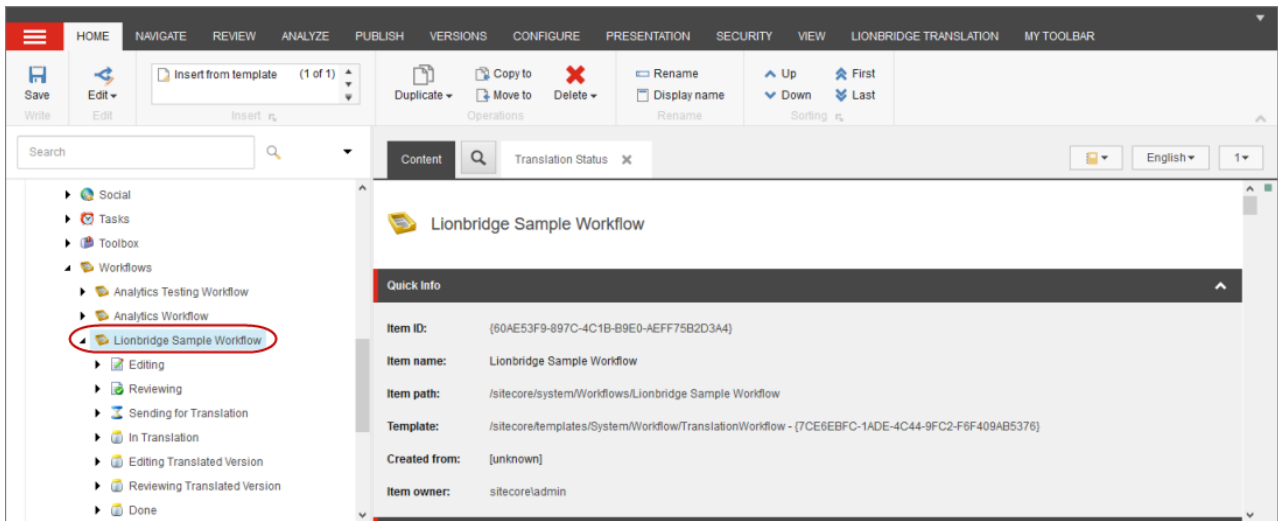 HOME NAVIGATE REVIEW ANALYZE PUBLISH VERSIONS CONFIGURE PRESENTATION SECURITY VIEW LIONBRIDGE TRANSLATION MY TOOLBAR
Save
Write
Edit
Edit
Insert from template (1 of 1)
Insert
Duplicate
Copy to
Move to
Delete
Operations
Rename
Display name
Rename
Up
Down
First
Last
Sorting
Search
Content
Translation Status
English
1
Social
Tasks
Toolbox
Workflows
Analytics Testing Workflow
Analytics Workflow
Lionbridge Sample Workflow
Editing
Reviewing
Sending for Translation
In Translation
Editing Translated Version
Reviewing Translated Version
Done
Lionbridge Sample Workflow
Quick Info
Item ID: {60AE53F9-897C-4C1B-B9E0-AEFF75B2D3A4}
Item name: Lionbridge Sample Workflow
Item path: /sitecore/system/Workflows/Lionbridge Sample Workflow
Template: /sitecore/templates/System/Workflow/TranslationWorkflow - {7CE6EBFC-1ADE-4C44-9FC2-F6F409AB5376}
Created from: [unknown]
Item owner: sitecore\admin